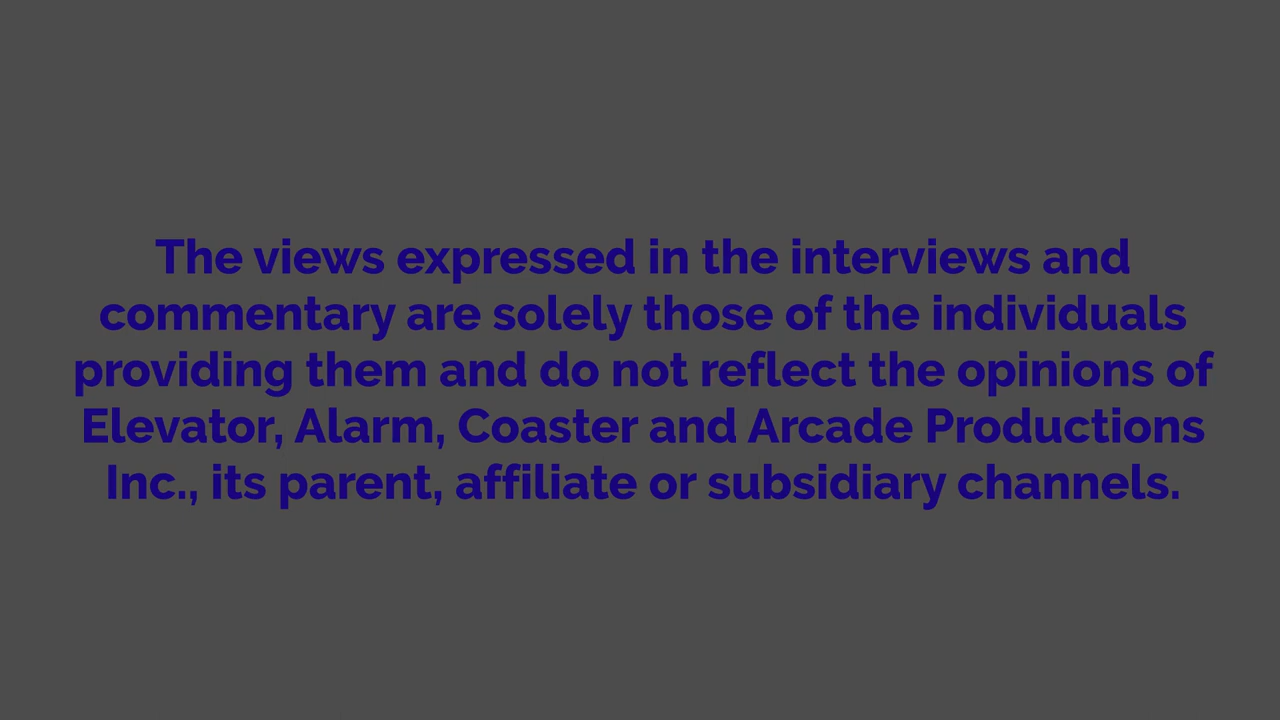 The views expressed in the interviews and
commentary are solely those of the individuals
providing them and do not reflect the opinions of
Elevator, Alarm, Coaster and Arcade Productions
Inc., its parent, affiliate or subsidiary channels.